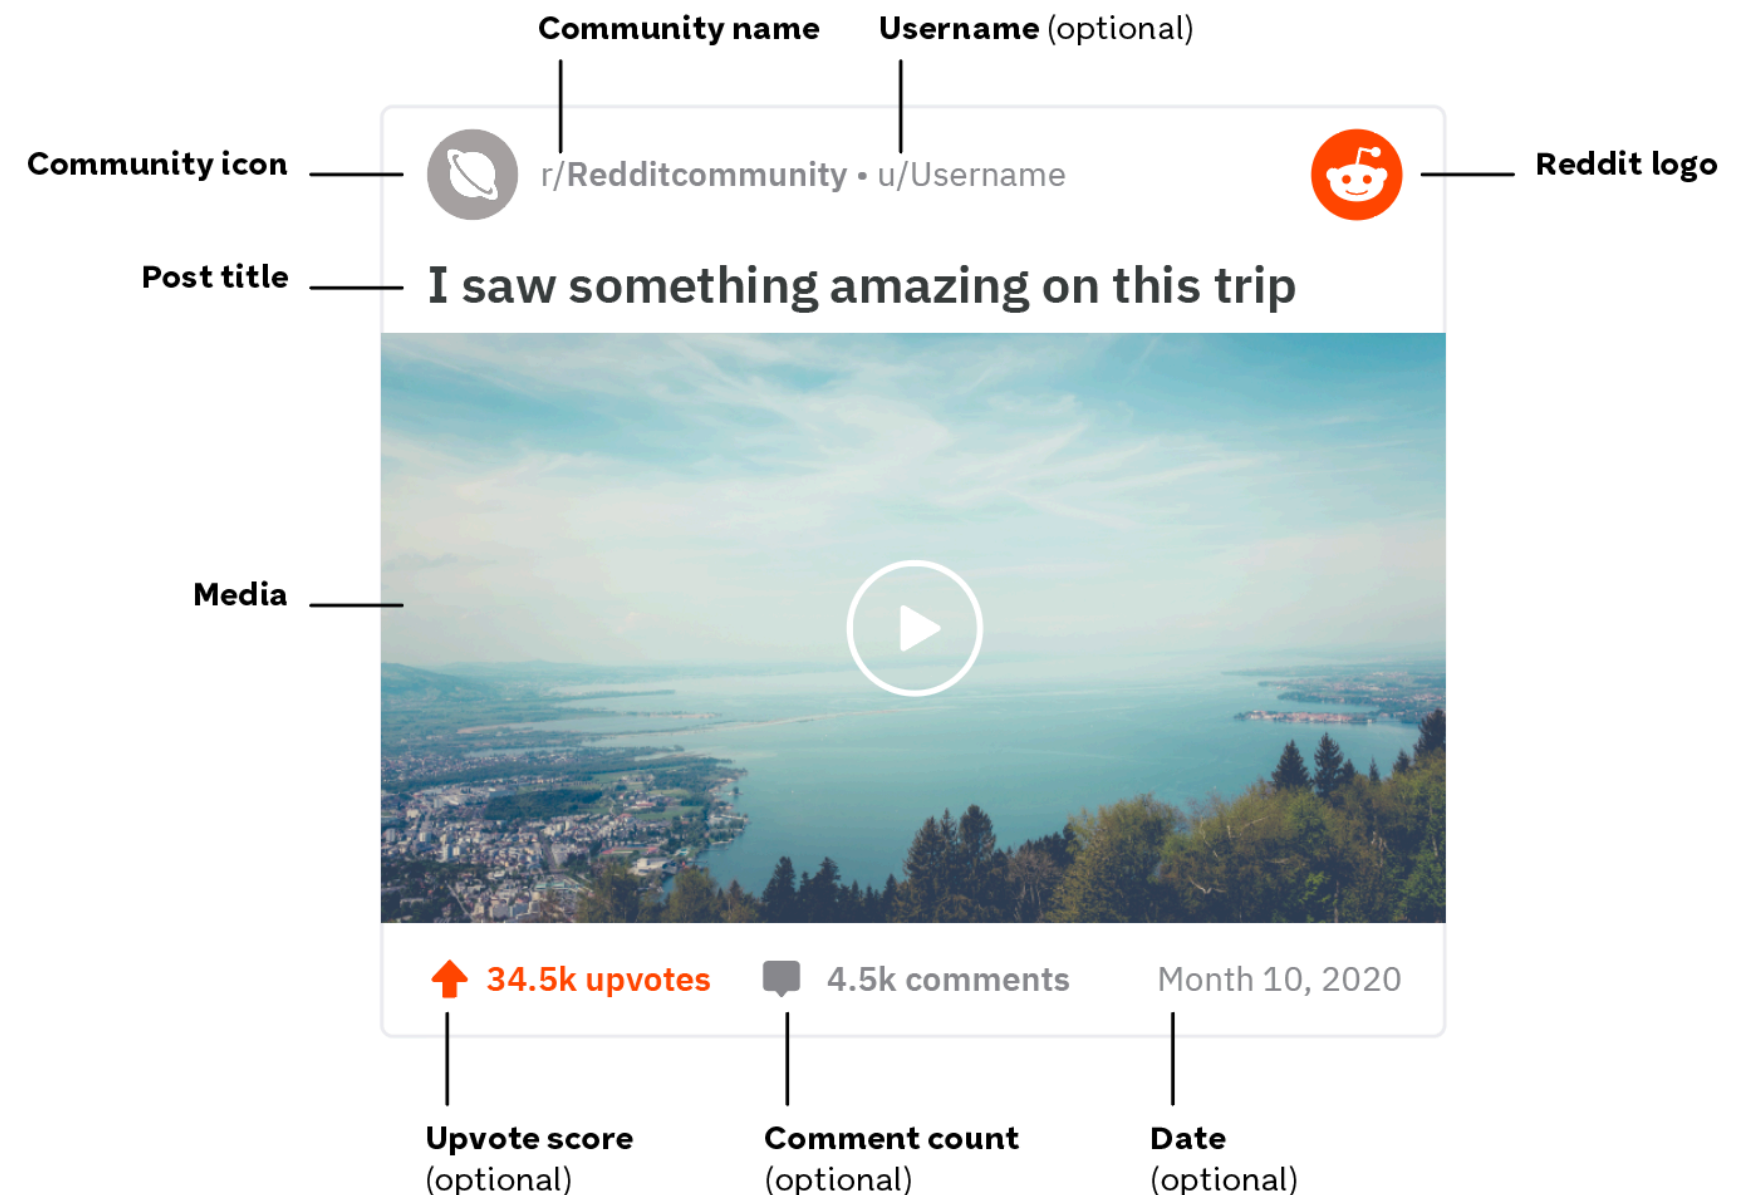 Community name
Username (optional)
Community icon
r/Redditcommunity • u/Username
Reddit logo
Post title
I saw something amazing on this trip
Media
34.5k upvotes
4.5k comments
Month 10, 2020
Upvote score
(optional)
Comment count
(optional)
Date
(optional)